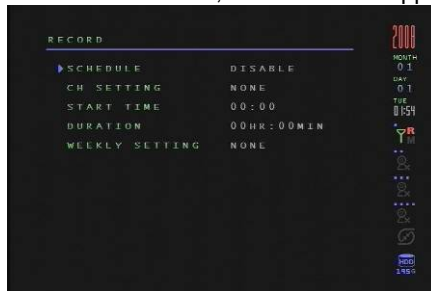 RECORD
SCHEDULE DISABLE
CH SETTING NONE
START TIME 00:00
DURATION 00HR:00MIN
WEEKLY SETTING NONE
2008
MONTH
01
DAY
01
TUE
01:54
R
M
HDD
195G